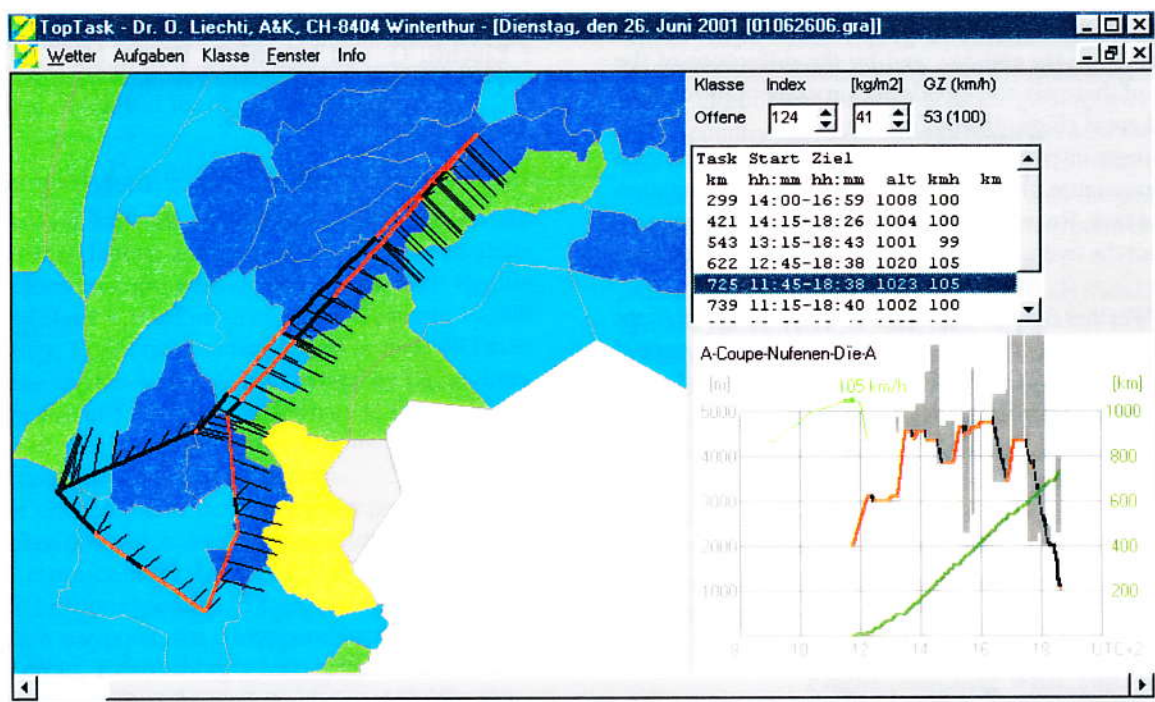 TopTask - Dr. O. Liechti, A&K, CH-8404 Winterthur - [Dienstag, den 26. Juni 2001 [01062606.gra]]
Wetter Aufgaben Klasse Fenster Info
Klasse Index [kg/m2] GZ (km/h)
Offene 124 41 53 (100)
Task Start Ziel
km hh:mm hh:mm alt kmh km
299 14:00-16:59 1008 100
421 14:15-18:26 1004 100
543 13:15-18:43 1001 99
622 12:45-18:38 1020 105
725 11:45-18:38 1023 105
739 11:15-18:40 1002 100
A-Coupe-Nufenen-Die-A
[m] 105 km/h [km]
5000 1000
4000 800
3000 600
2000 400
1000 200
8 10 12 14 16 18 UTC+2